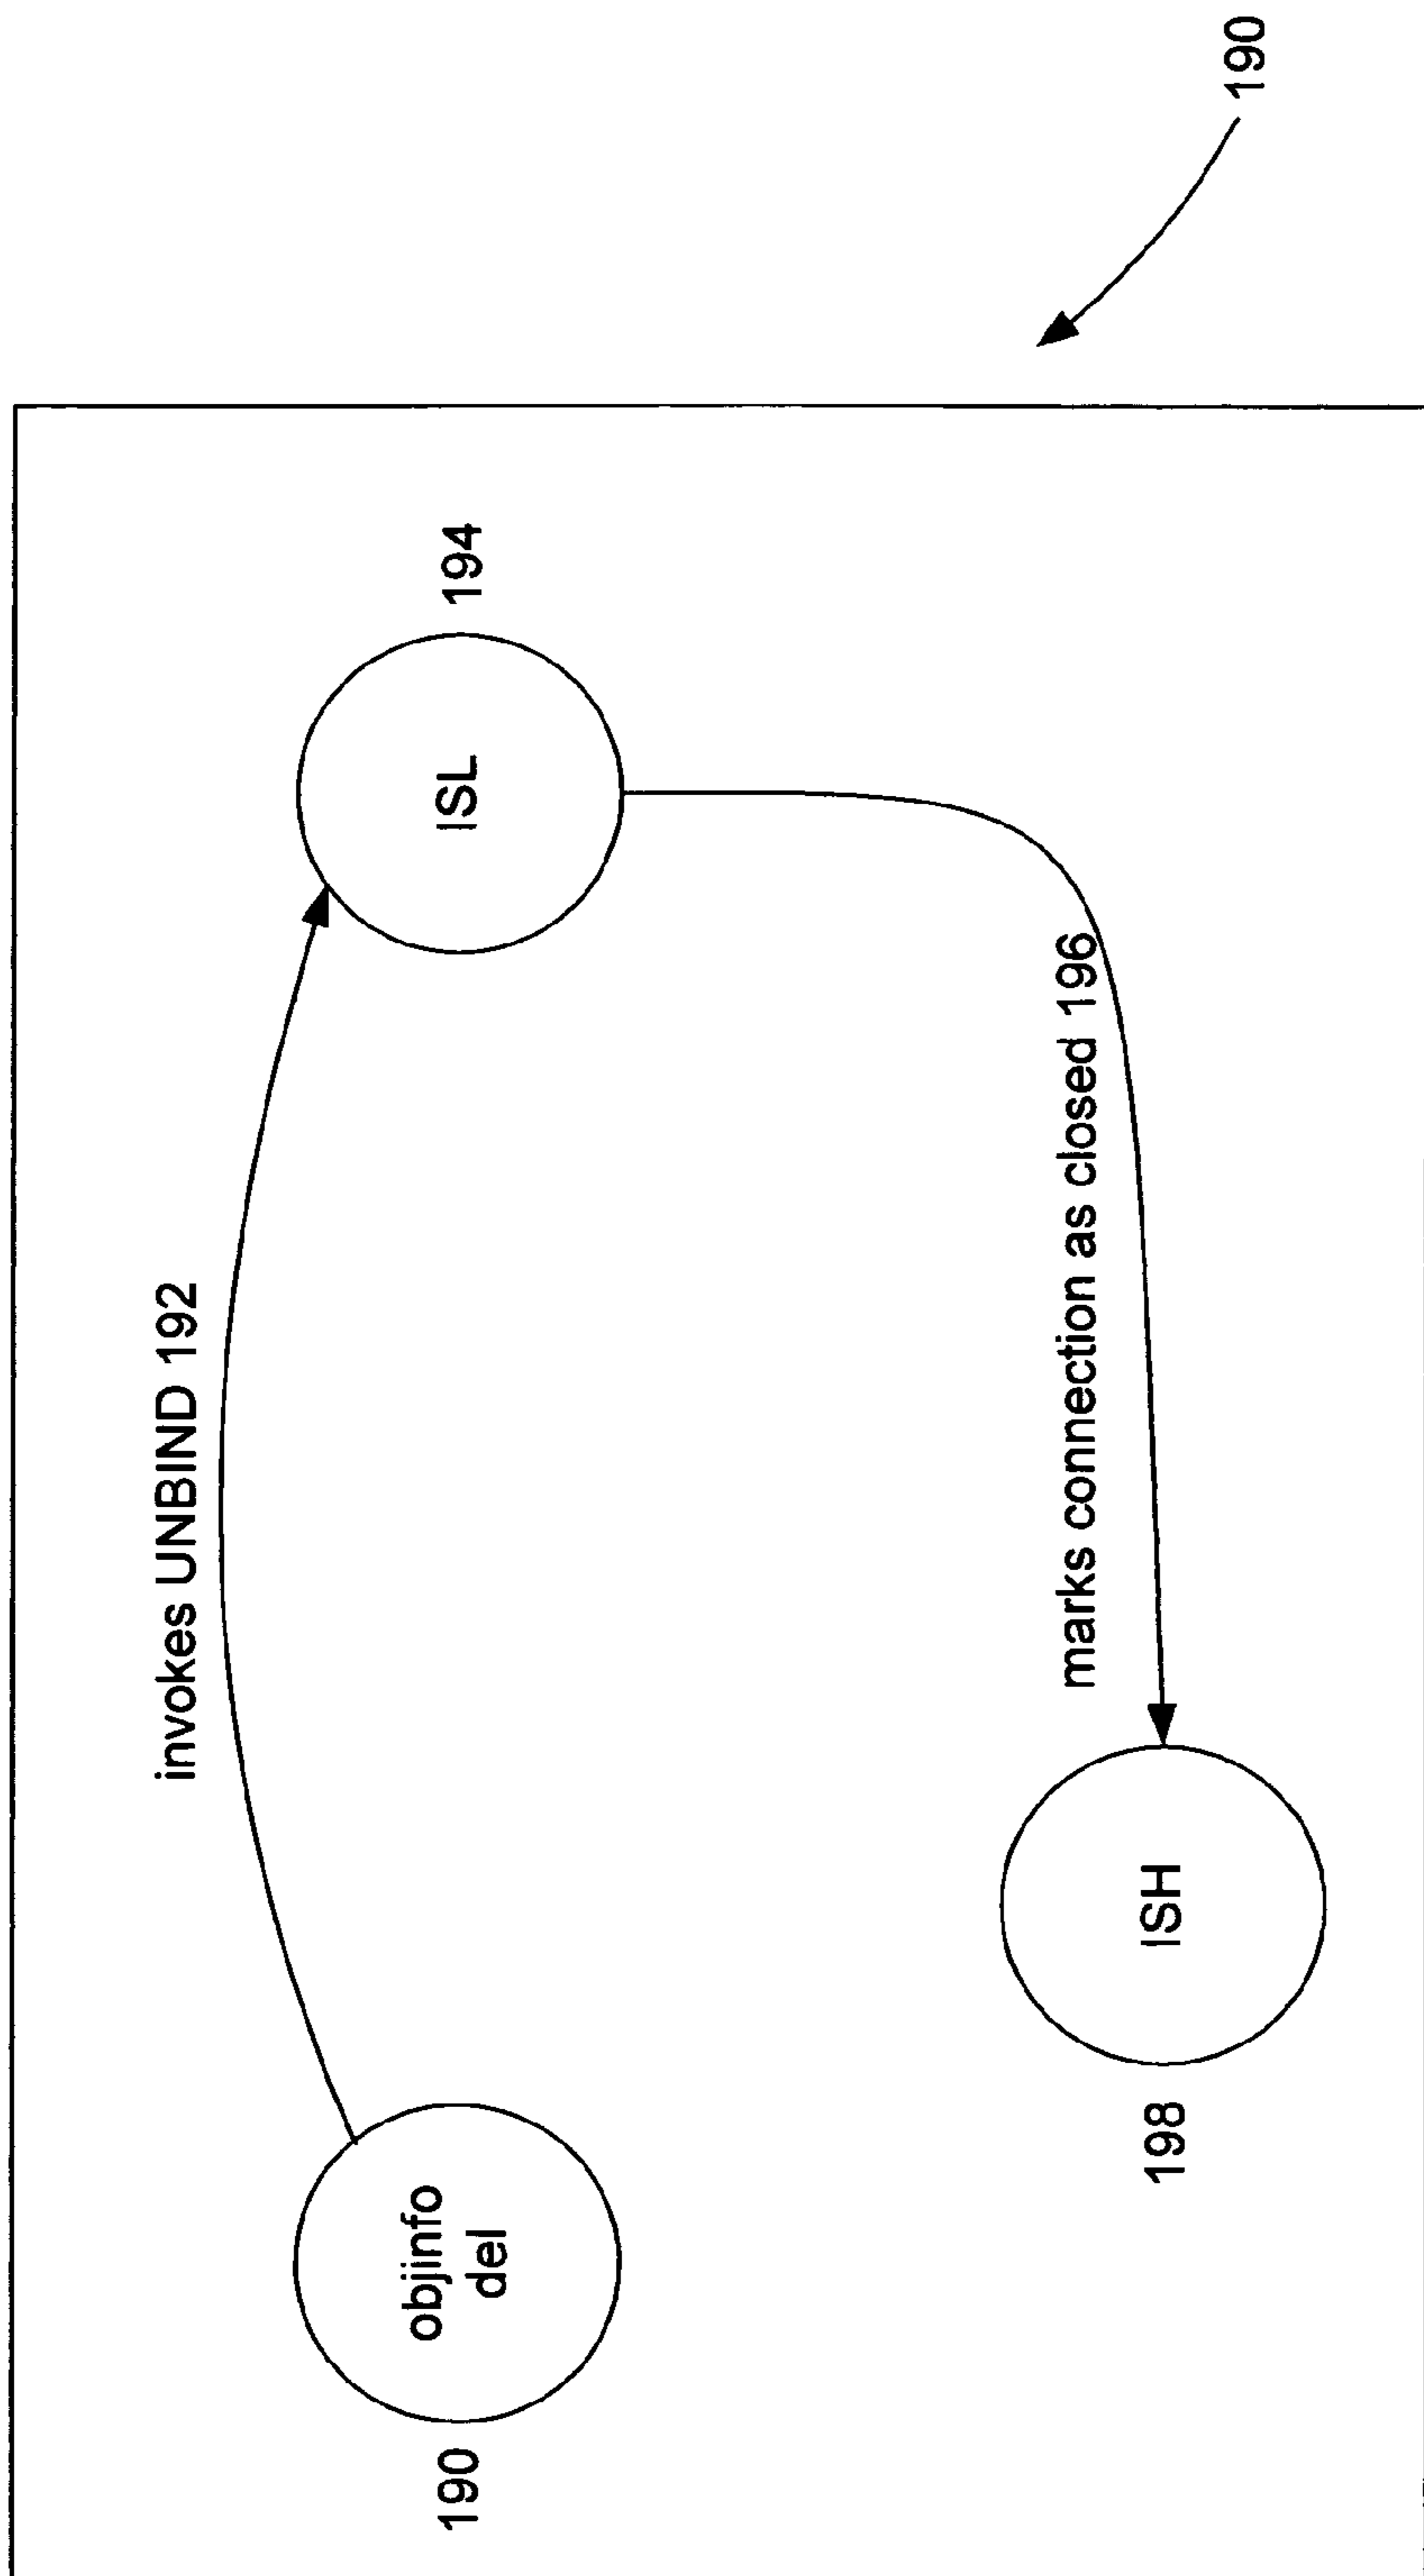 invokes UNBIND 192
objinfo
del
190
ISL
194
marks connection as closed 196
ISH
198
190